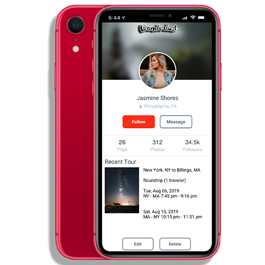 6:44
Jasmine Shores
Philadelphia, PA
Follow
Message
26
312
34.5k
Trips
Photos
Followers
Recent Tour
New York, NY to Billings, MA
Roundtrip (1 traveler)
Tue, Aug 06, 2019
NY - MA 7:45 pm - 9:16 pm
Sat, Aug 10, 2019
MA - NY 10:15 pm - 11:31 pm
Edit
Delete